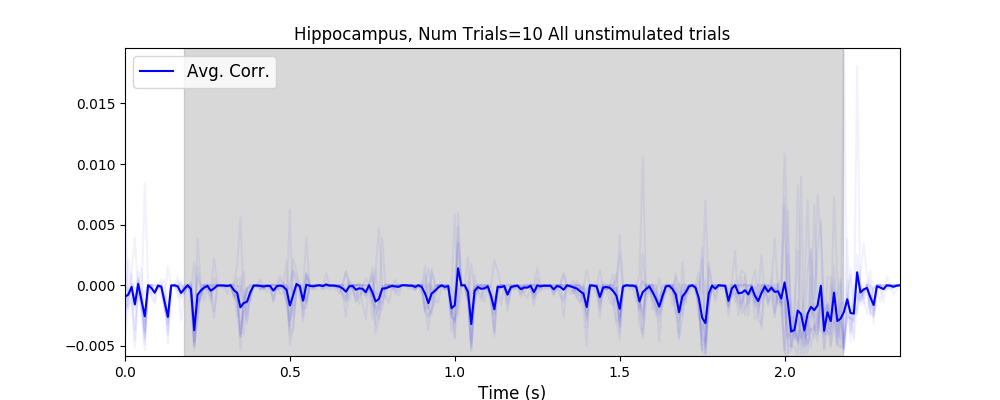 Hippocampus, Num Trials=10 All unstimulated trials
Avg. Corr.
0.015
0.010
0.005
0.000
−0.005
0.0 0.5 1.0 1.5 2.0
Time (s)